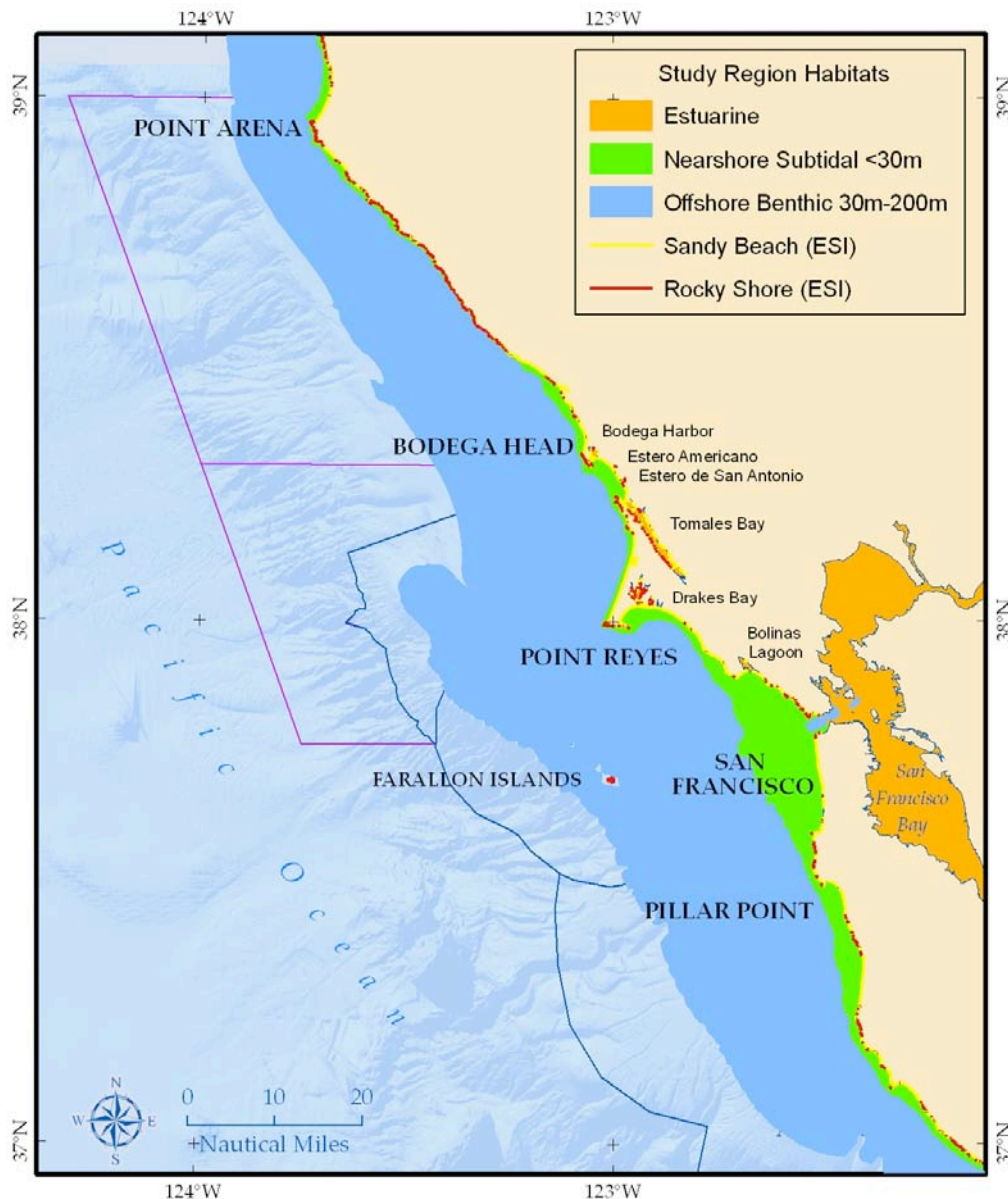 124°W 123°W
39°N
39°N
Study Region Habitats
Estuarine
Nearshore Subtidal <30m
Offshore Benthic 30m-200m
Sandy Beach (ESI)
Rocky Shore (ESI)
POINT ARENA
BODEGA HEAD
Bodega Harbor
Estero Americano
Estero de San Antonio
Tomales Bay
Drakes Bay
38°N
38°N
POINT REYES
Bolinas
Lagoon
Pacific Ocean
FARALLON ISLANDS
SAN
FRANCISCO
San
Francisco
Bay
PILLAR POINT
N
W E
S
0 10 20
Nautical Miles
37°N
37°N
124°W 123°W